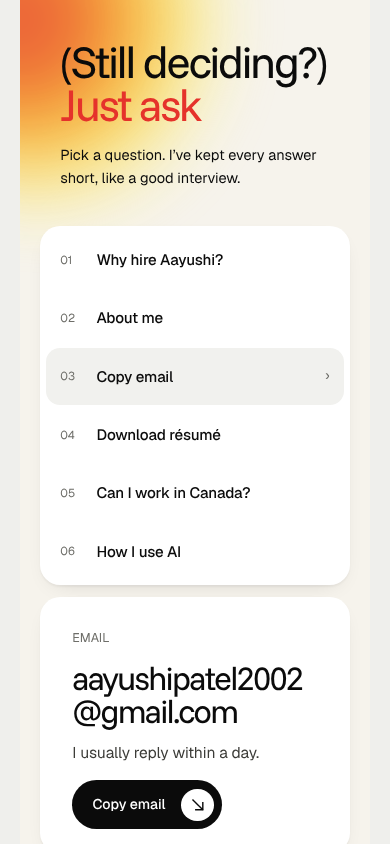 (Still deciding?)
Just ask
Pick a question. I’ve kept every answer
short, like a good interview.
01 Why hire Aayushi?
02 About me
03 Copy email ›
04 Download résumé
05 Can I work in Canada?
06 How I use AI
EMAIL
aayushipatel2002
@gmail.com
I usually reply within a day.
Copy email